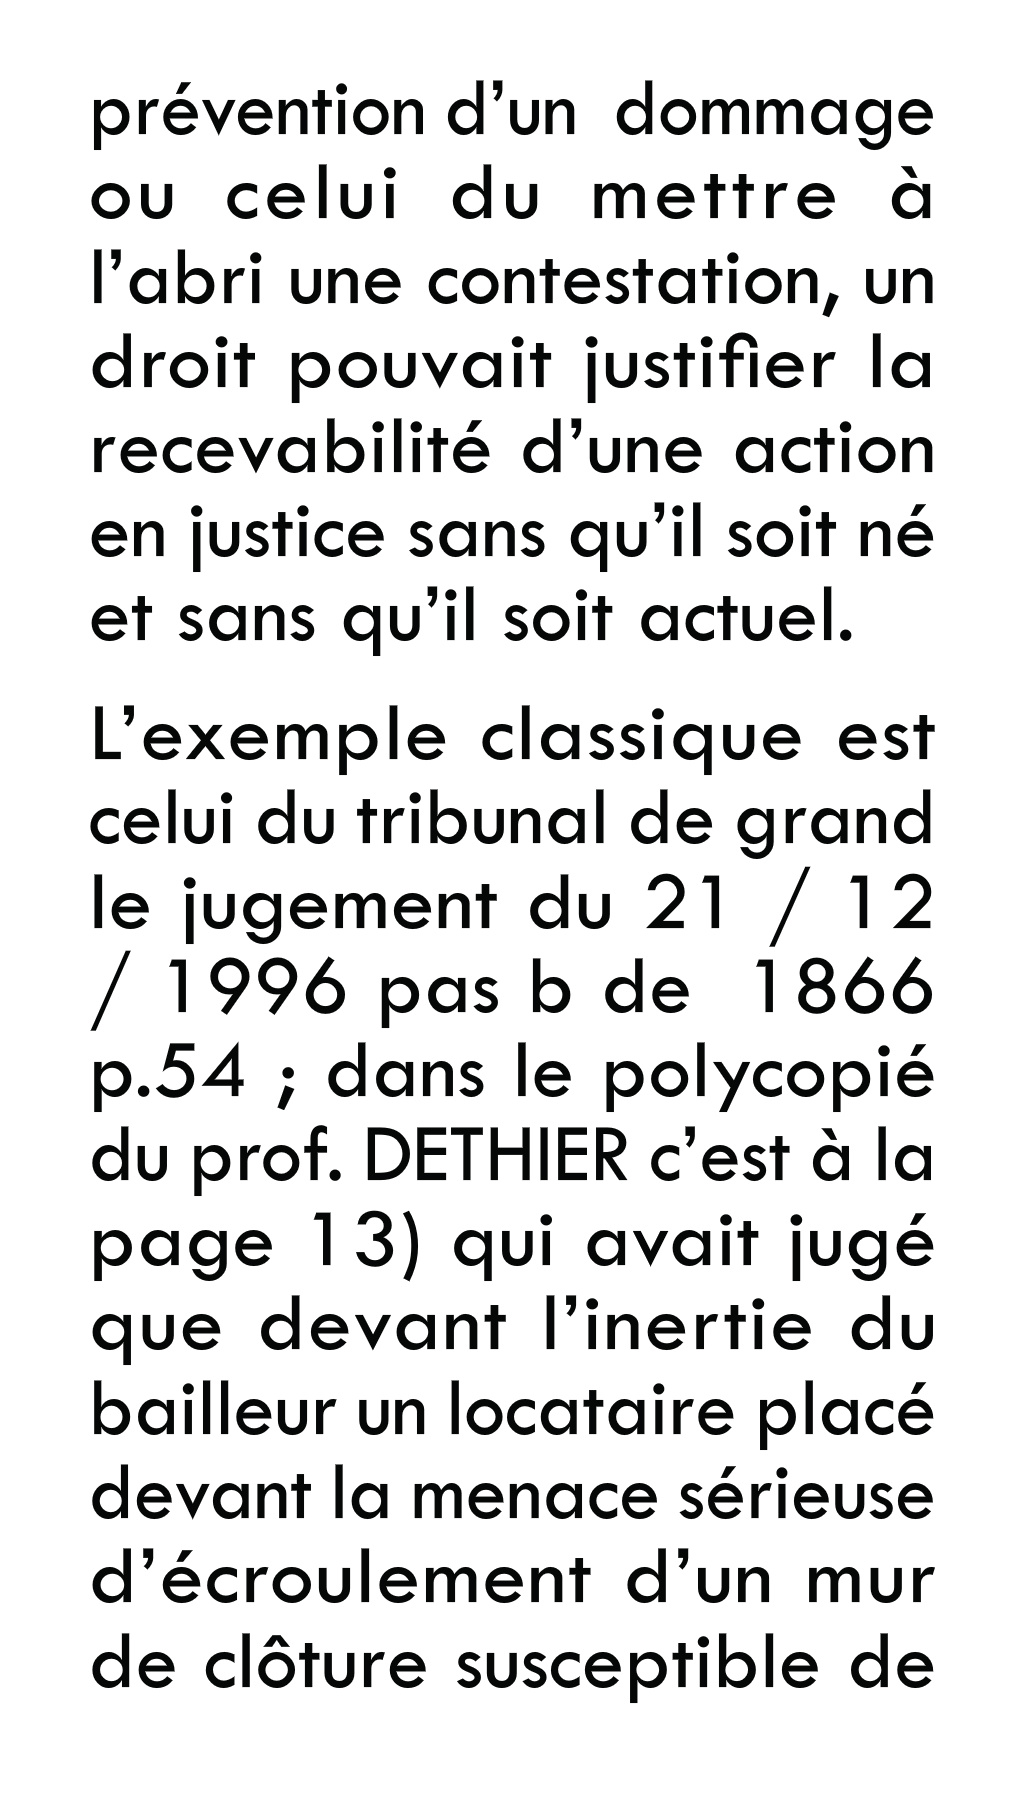 prévention d’un dommage
ou celui du mettre à
l’abri une contestation, un
droit pouvait justifier la
recevabilité d’une action
en justice sans qu’il soit né
et sans qu’il soit actuel.
L’exemple classique est
celui du tribunal de grand
le jugement du 21 / 12
/ 1996 pas b de 1866
p.54 ; dans le polycopié
du prof. DETHIER c’est à la
page 13) qui avait jugé
que devant l’inertie du
bailleur un locataire placé
devant la menace sérieuse
d’écroulement d’un mur
de clôture susceptible de